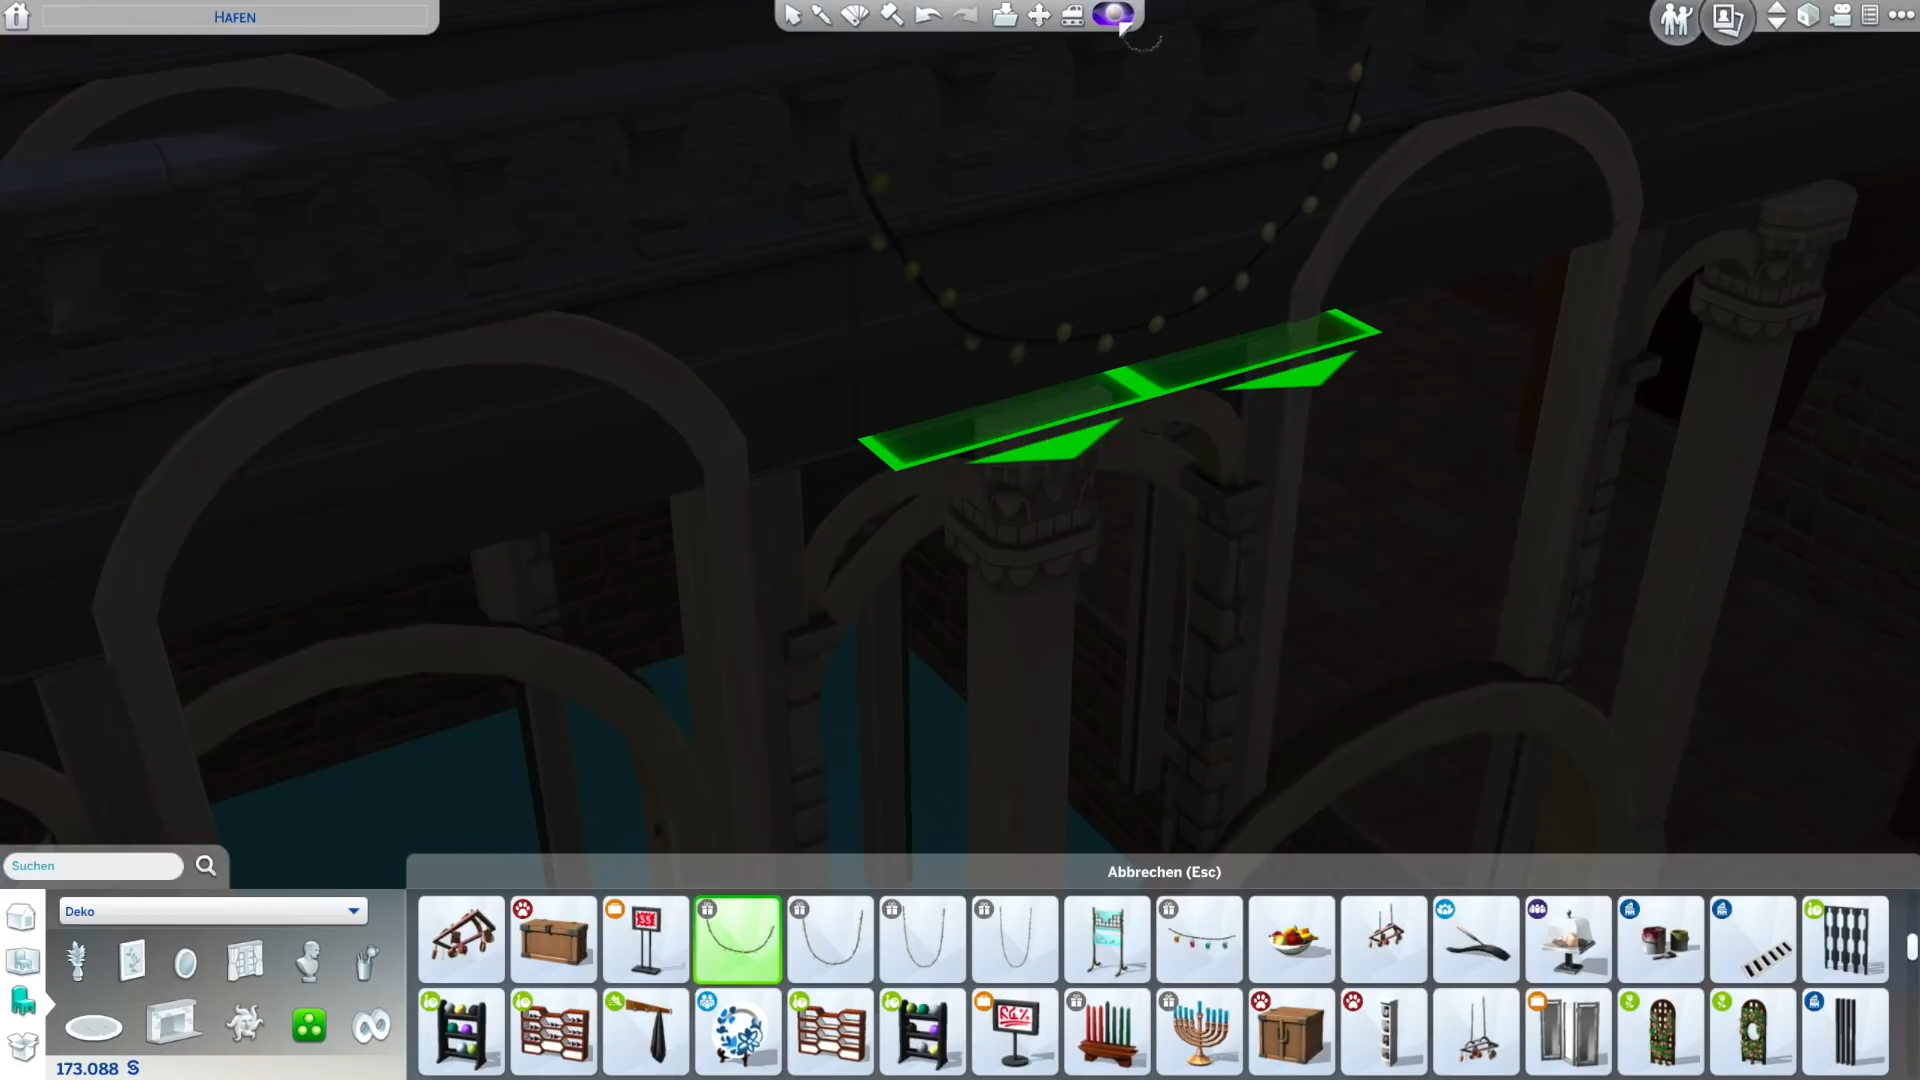 HAFEN
Suchen
Abbrechen (Esc)
Deko
$$
173.088 S